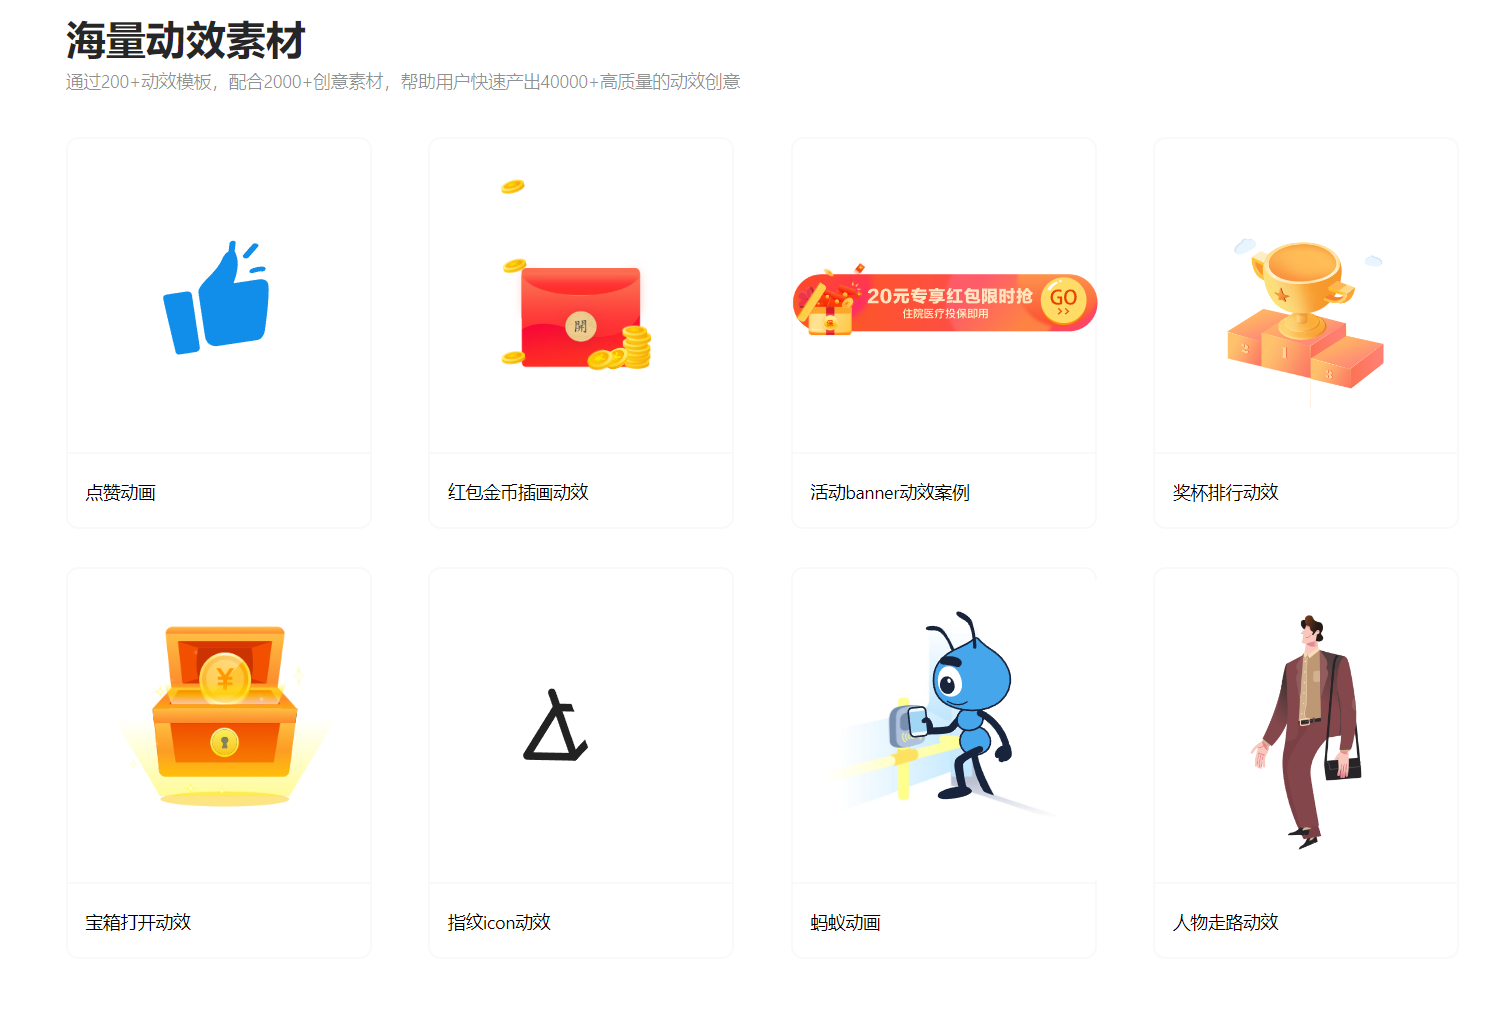 海量动效素材
通过200+动效模板，配合2000+创意素材，帮助用户快速产出40000+高质量的动效创意
開
20元专享红包限时抢
住院医疗投保即用
GO
>>
2
1
3
点赞动画
红包金币插画动效
活动banner动效案例
奖杯排行动效
¥
宝箱打开动效
指纹icon动效
蚂蚁动画
人物走路动效